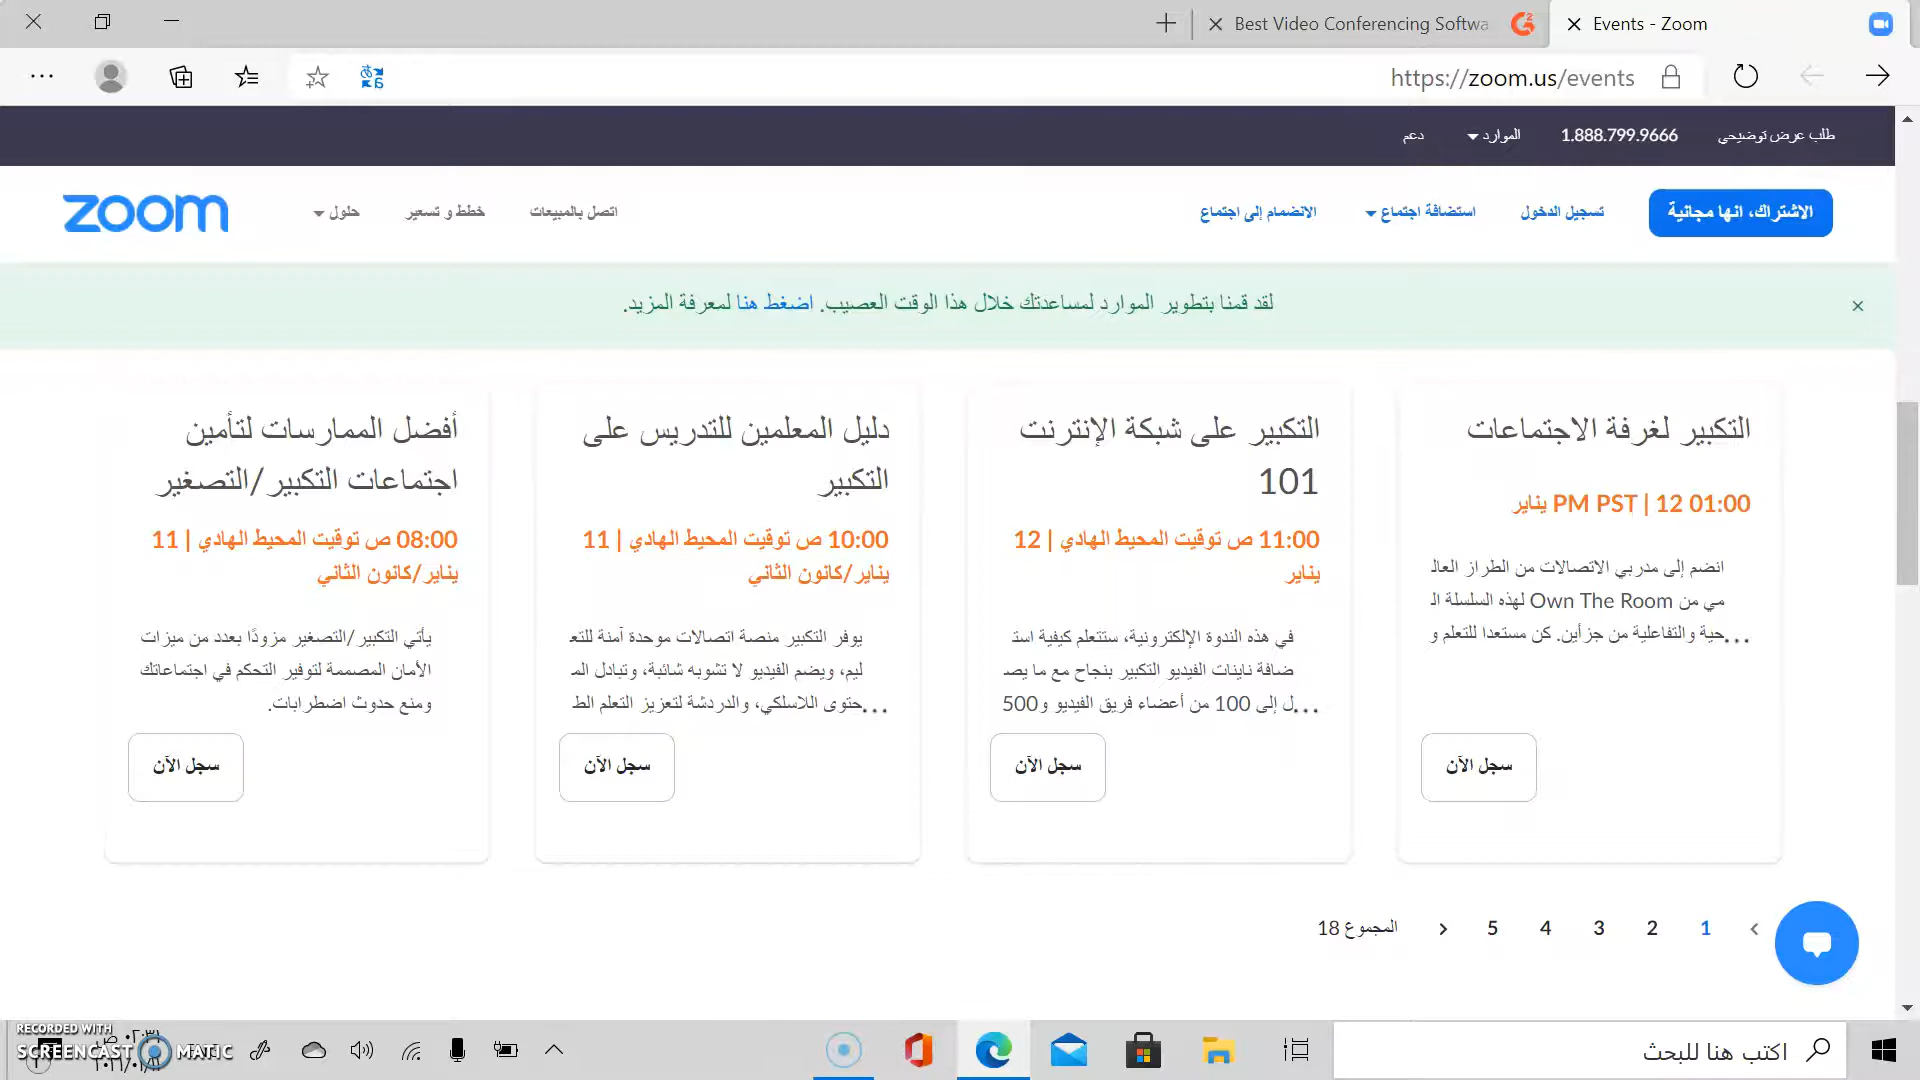 Events - Zoom
Best Video Conferencing Softwa
https://zoom.us/events
طلب عرض توضيحي
1.888.799.9666
الموارد
دعم
الاشتراك، انها مجانية
تسجيل الدخول
استضافة اجتماع
الانضمام إلى اجتماع
اتصل بالمبيعات
خطط و تسعير
حلول
zoom
لقد قمنا بتطوير الموارد لمساعدتك خلال هذا الوقت العصيب. اضغط هنا لمعرفة المزيد.
التكبير لغرفة الاجتماعات
01:00 PM PST | 12 يناير
انضم إلى مدربي الاتصالات من الطراز العال
مي من Own The Room لهذه السلسلة ال
حية والتفاعلية من جزأين. كن مستعدا للتعلم و...
سجل الآن
التكبير على شبكة الإنترنت
101
11:00 ص توقيت المحيط الهادي | 12
يناير
في هذه الندوة الإلكترونية، ستتعلم كيفية است
ضافة ناينات الفيديو التكبير بنجاح مع ما يص
ل إلى 100 من أعضاء فريق الفيديو و500...
سجل الآن
دليل المعلمين للتدريس على
التكبير
10:00 ص توقيت المحيط الهادي | 11
يناير/كانون الثاني
يوفر التكبير منصة اتصالات موحدة آمنة للتع
ليم، ويضم الفيديو لا تشوبه شائبة، وتبادل الم
حتوى اللاسلكي، والدردشة لتعزيز التعلم الط...
سجل الآن
أفضل الممارسات لتأمين
اجتماعات التكبير/التصغير
08:00 ص توقيت المحيط الهادي | 11
يناير/كانون الثاني
يأتي التكبير/التصغير مزودًا بعدد من ميزات
الأمان المصممة لتوفير التحكم في اجتماعاتك
ومنع حدوث اضطرابات.
سجل الآن
1 2 3 4 5
المجموع 18
اكتب هنا للبحث
RECORDED WITH
SCREENCAST MATIC